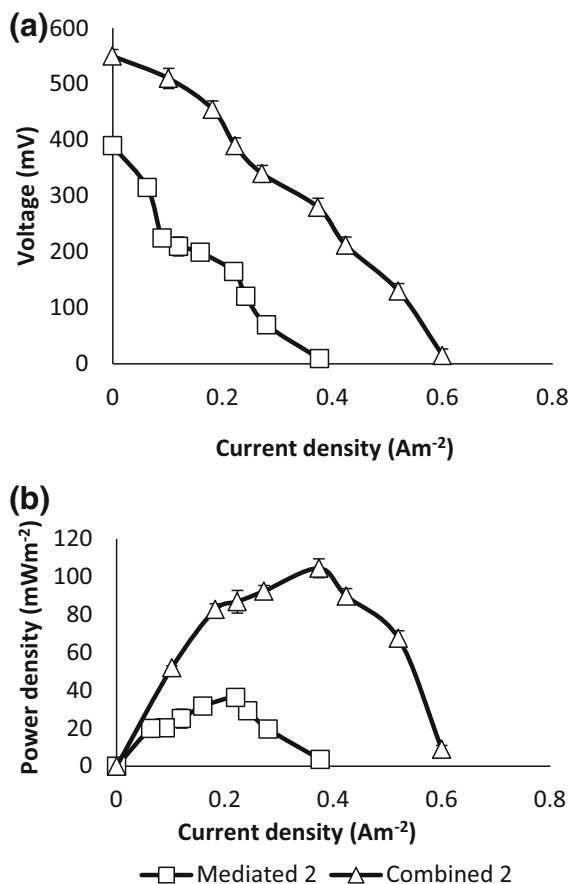 (a)
600
500
400
300
200
100
0
Voltage (mV)
0 0.2 0.4 0.6 0.8
Current density (Am-2)
(b)
120
100
80
60
40
20
0
Power density (mWm-2)
0 0.2 0.4 0.6 0.8
Current density (Am-2)
Mediated 2 Combined 2